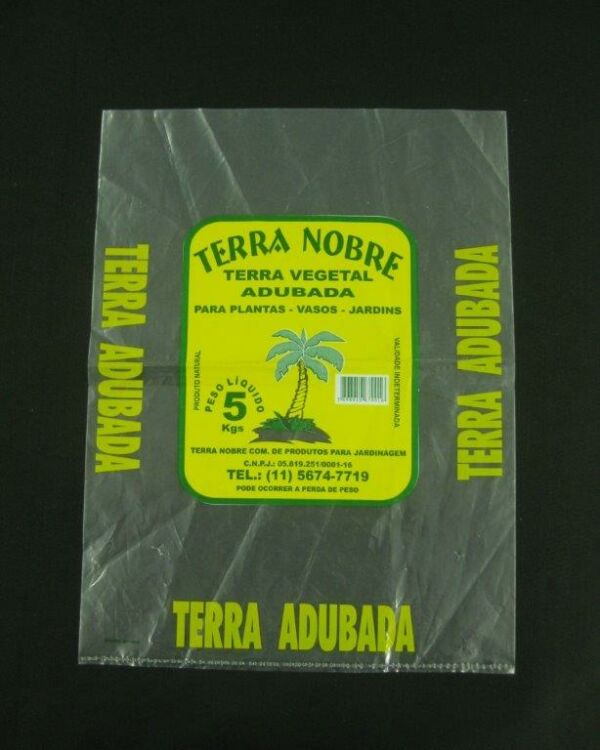 TERRA NOBRE
TERRA VEGETAL
ADUBADA
PARA PLANTAS - VASOS - JARDINS
PRODUTO NATURAL
PESO LÍQUIDO
5
Kgs
VALIDADE INDETERMINADA
TERRA NOBRE COM. DE PRODUTOS PARA JARDINAGEM
C.N.P.J.: 05.819.251/0001-16
TEL.: (11) 5674-7719
PODE OCORRER A PERDA DE PESO
TERRA ADUBADA
TERRA ADUBADA
TERRA ADUBADA